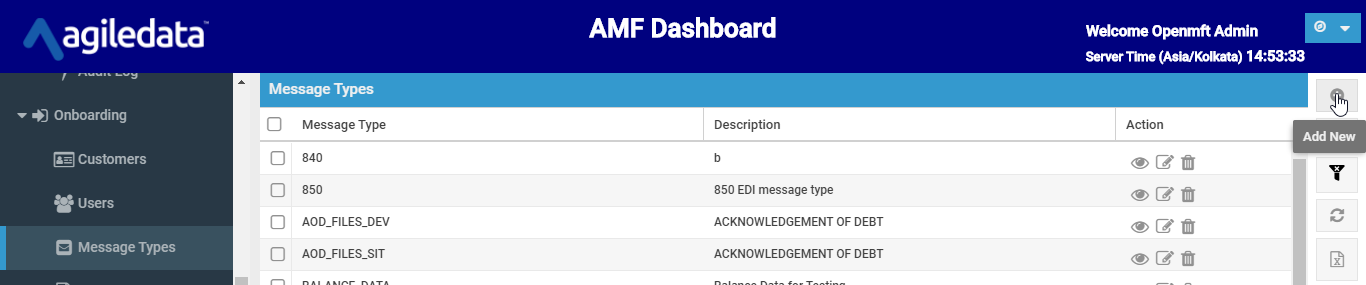 agiledata™
AMF Dashboard
Welcome Openmft Admin
Server Time (Asia/Kolkata) 14:53:33
Audit Log
Onboarding
Customers
Users
Message Types
Message Types
Message Type Description Action
840 b
850 850 EDI message type
AOD_FILES_DEV ACKNOWLEDGEMENT OF DEBT
AOD_FILES_SIT ACKNOWLEDGEMENT OF DEBT
BALANCE_DATA Balance Data for Testing
Add New